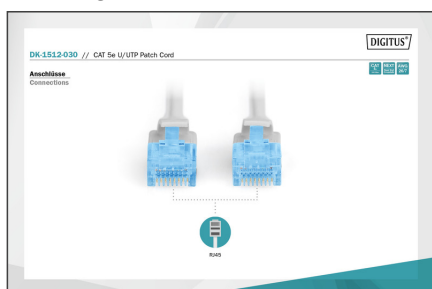 DIGITUS®
DK-1512-030 // CAT 5e U/UTP Patch Cord
Anschlüsse
Connections
RJ45